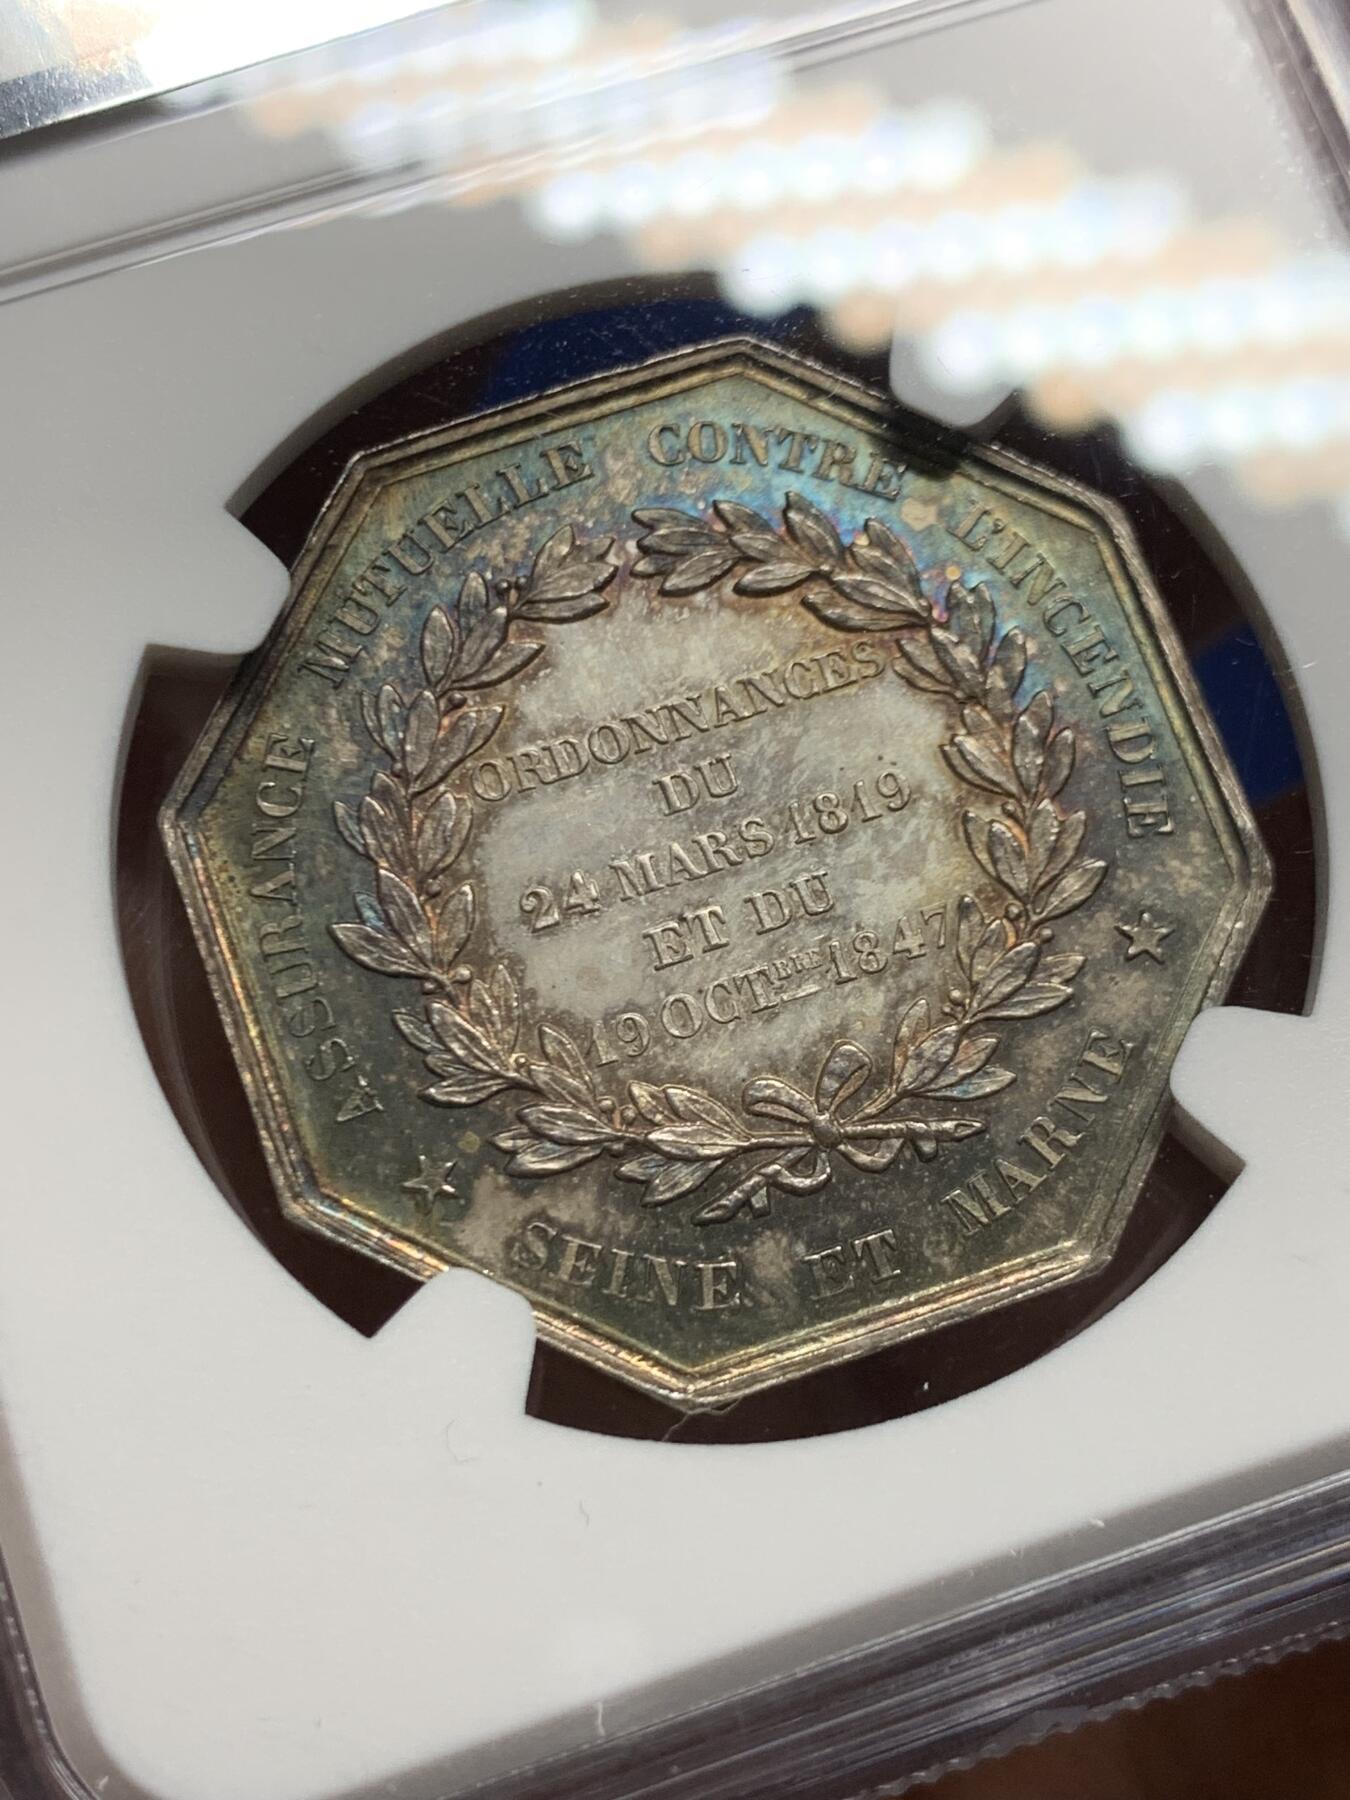 ASSURANCE MUTUELLE CONTRE L'INCENDIE
ORDONNANCES
DU
24 MARS 1819
ET DU
19 OCTBRE 1847
SEINE ET MARNE